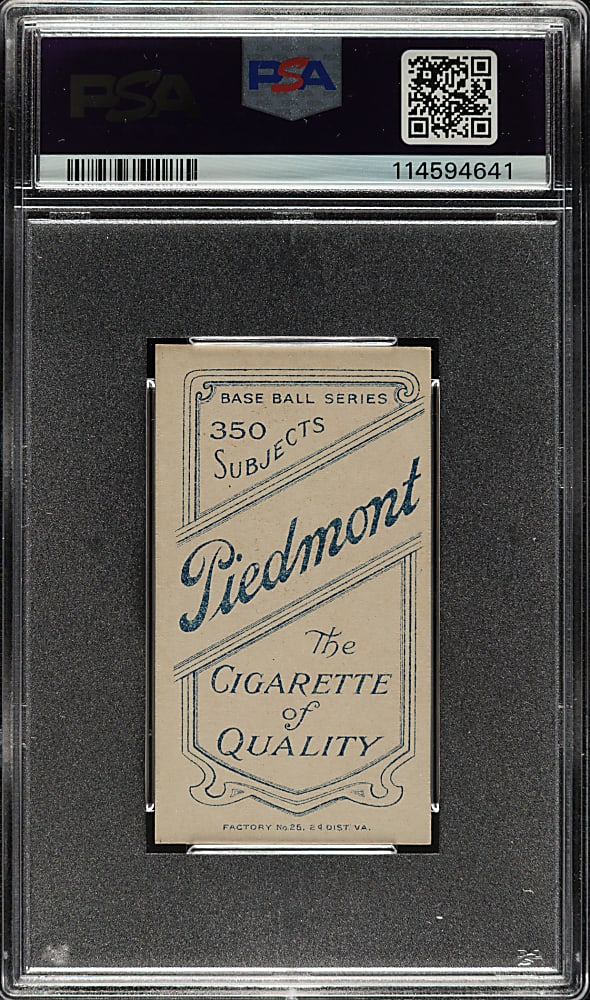 PSA
PSA
114594641
BASE BALL SERIES
350
SUBJECTS
Piedmont
The
CIGARETTE
of
QUALITY
FACTORY No.25, 2d DIST. VA.